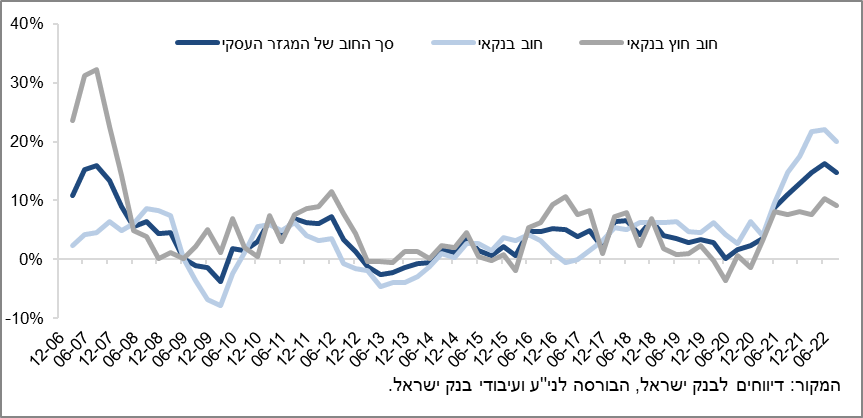 סך החוב של המגזר העסקי חוב בנקאי חוב חוץ בנקאי
40%
30%
20%
10%
0%
-10%
12-06 06-07 12-07 06-08 12-08 06-09 12-09 06-10 12-10 06-11 12-11 06-12 12-12 06-13 12-13 06-14 12-14 06-15 12-15 06-16 12-16 06-17 12-17 06-18 12-18 06-19 12-19 06-20 12-20 06-21 12-21 06-22
המקור: דיווחים לבנק ישראל, הבורסה לני"ע ועיבודי בנק ישראל.